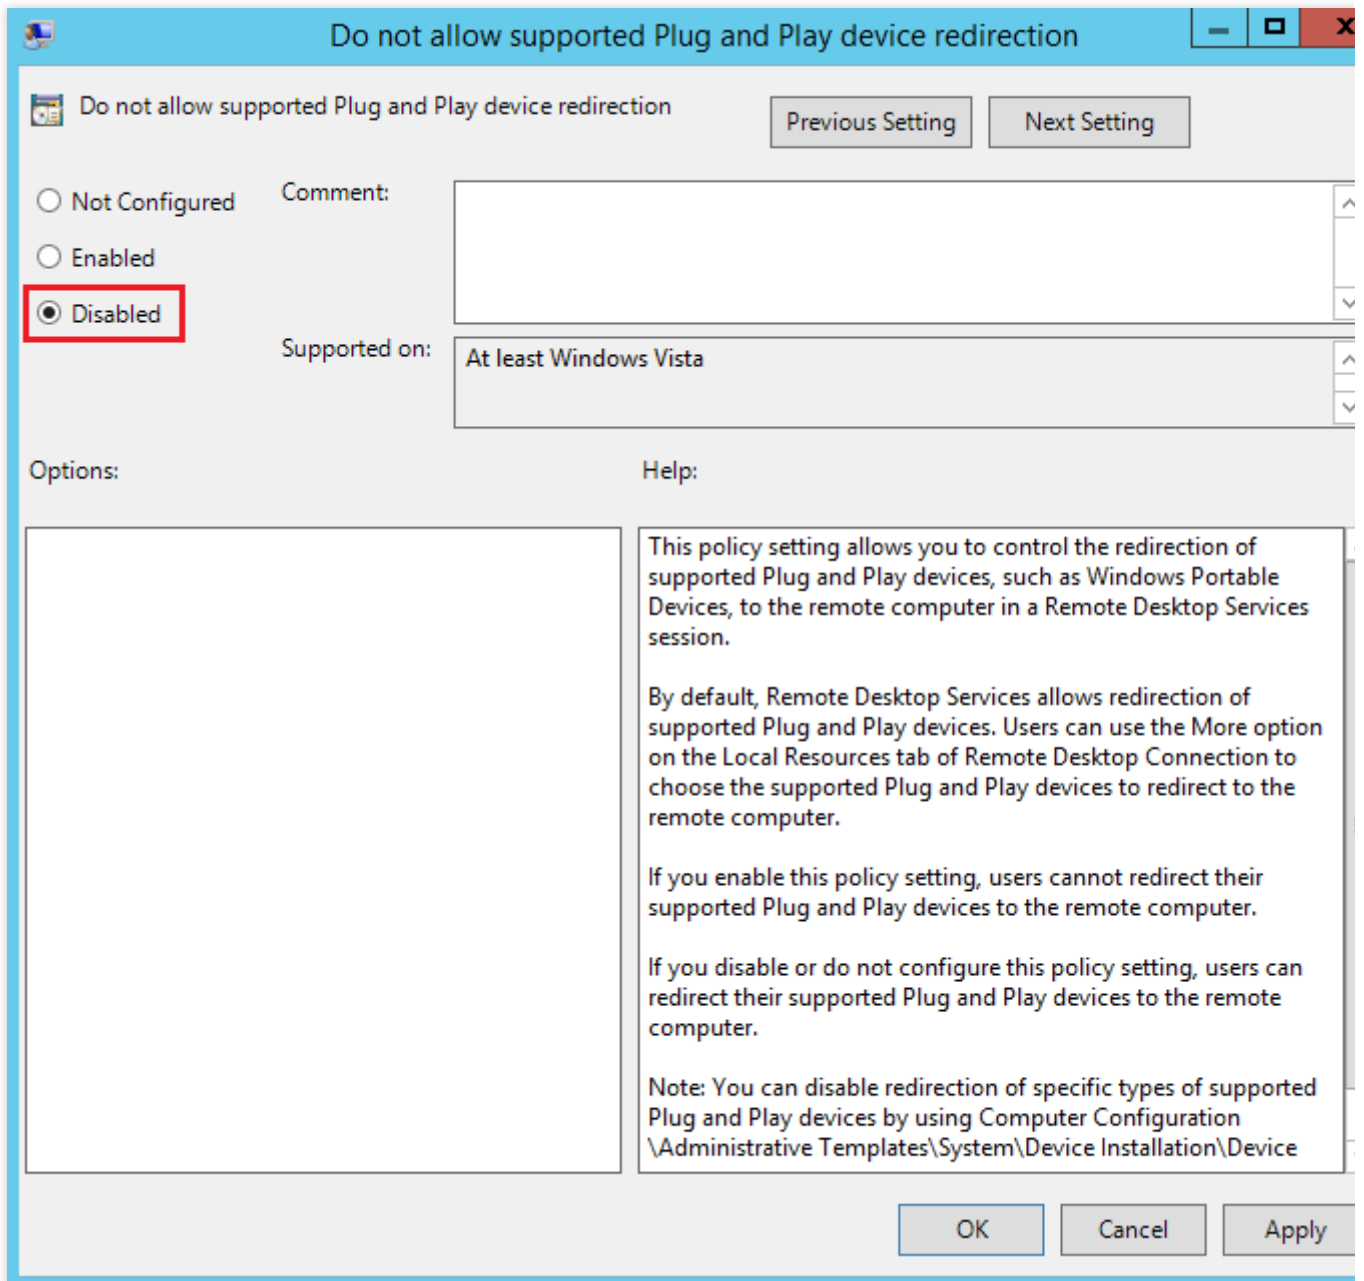 Do not allow supported Plug and Play device redirection
Do not allow supported Plug and Play device redirection
Previous Setting
Next Setting
Not Configured
Comment:
Enabled
Disabled
Supported on:
At least Windows Vista
Options:
Help:
This policy setting allows you to control the redirection of
supported Plug and Play devices, such as Windows Portable
Devices, to the remote computer in a Remote Desktop Services
session.
By default, Remote Desktop Services allows redirection of
supported Plug and Play devices. Users can use the More option
on the Local Resources tab of Remote Desktop Connection to
choose the supported Plug and Play devices to redirect to the
remote computer.
If you enable this policy setting, users cannot redirect their
supported Plug and Play devices to the remote computer.
If you disable or do not configure this policy setting, users can
redirect their supported Plug and Play devices to the remote
computer.
Note: You can disable redirection of specific types of supported
Plug and Play devices by using Computer Configuration
\Administrative Templates\System\Device Installation\Device
OK
Cancel
Apply